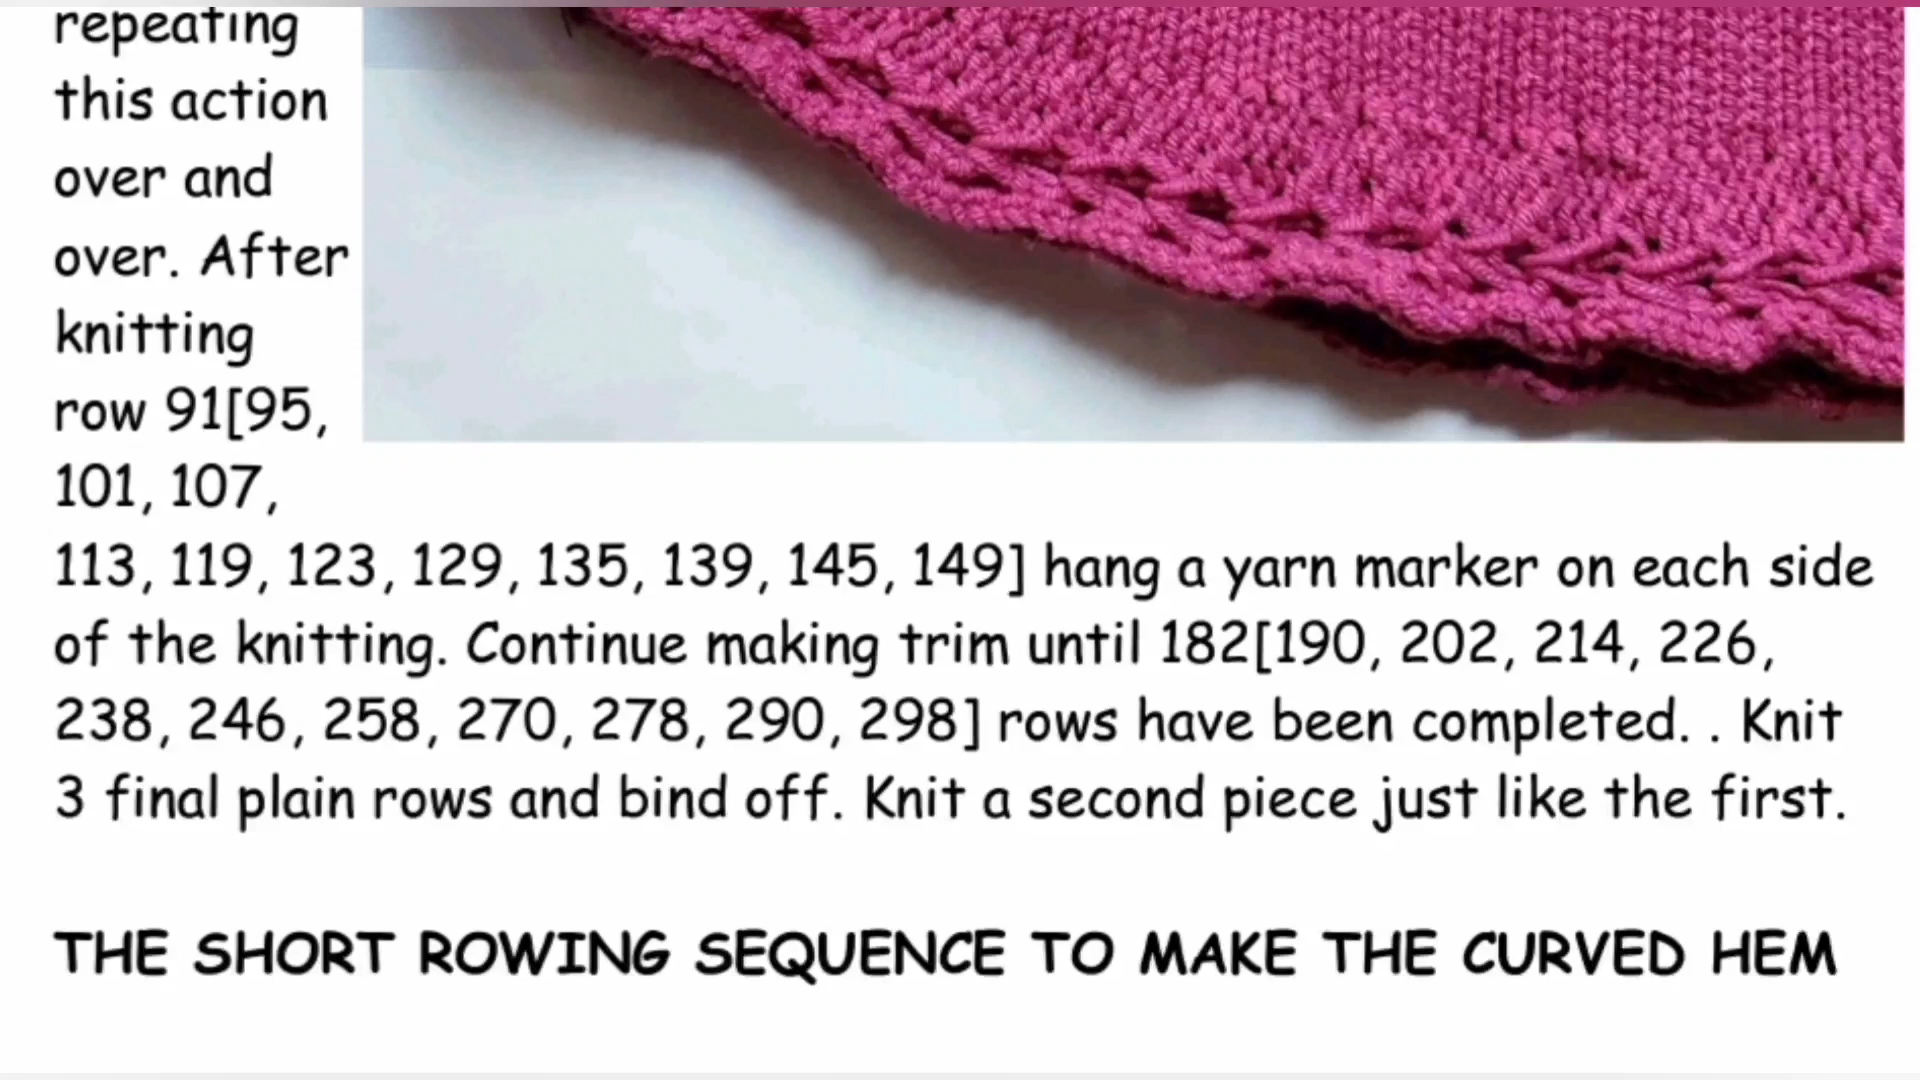 repeating
this action
over and
over. After
knitting
row 91[95,
101, 107,
113, 119, 123, 129, 135, 139, 145, 149] hang a yarn marker on each side
of the knitting. Continue making trim until 182[190, 202, 214, 226,
238, 246, 258, 270, 278, 290, 298] rows have been completed. . Knit
3 final plain rows and bind off. Knit a second piece just like the first.
THE SHORT ROWING SEQUENCE TO MAKE THE CURVED HEM